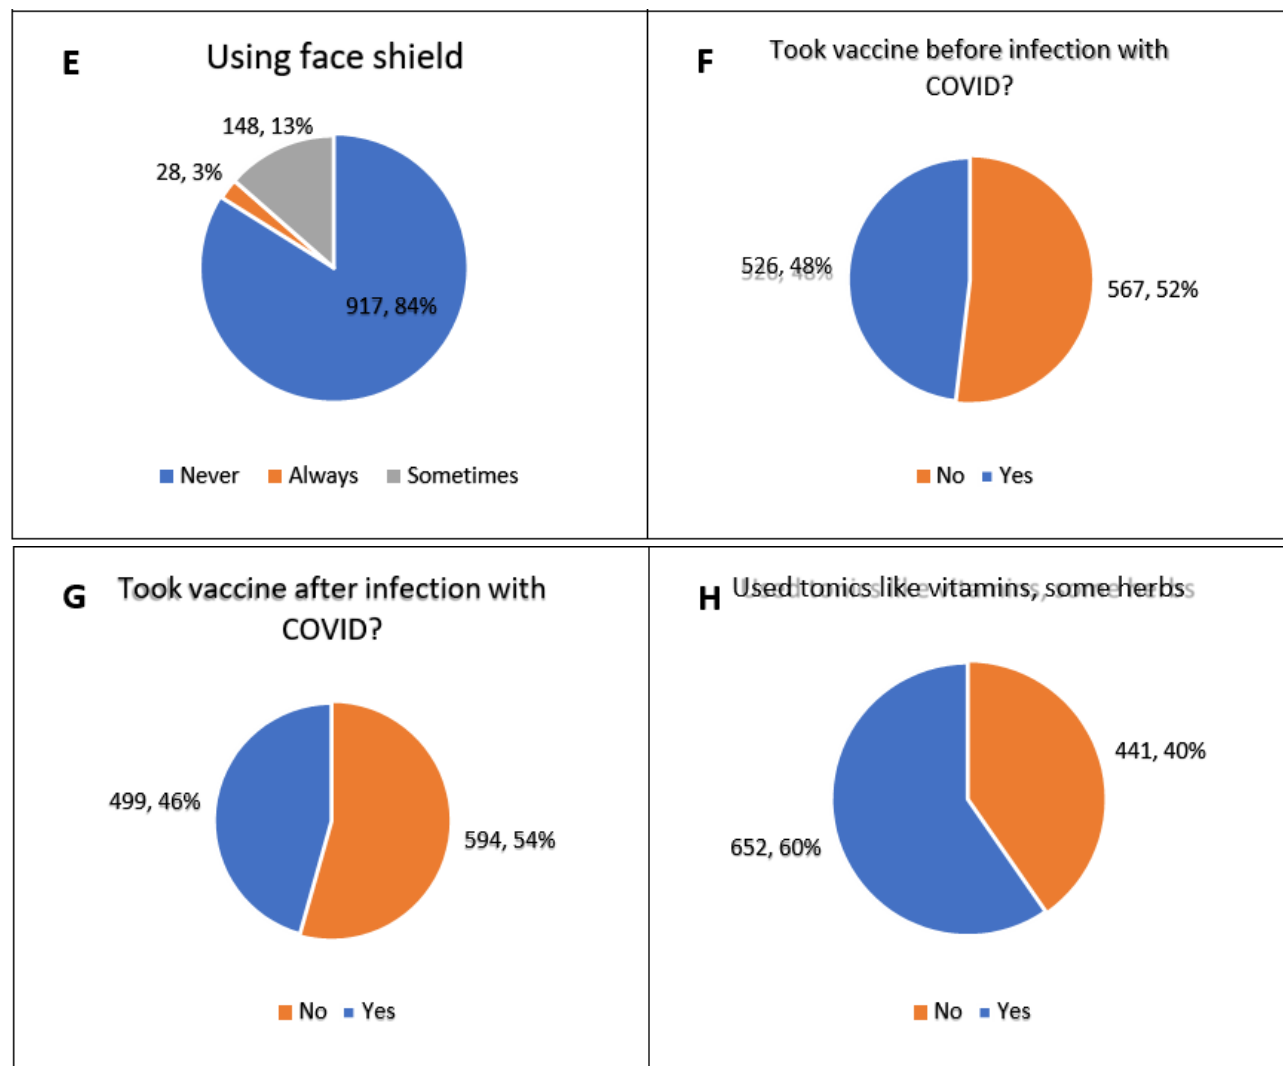 E
Using face shield
148, 13%
28, 3%
917, 84%
Never Always Sometimes
F
Took vaccine before infection with
COVID?
526, 48%
567, 52%
No Yes
G
Took vaccine after infection with
COVID?
499, 46%
594, 54%
No Yes
H
Used tonics like vitamins, some herbs
441, 40%
652, 60%
No Yes